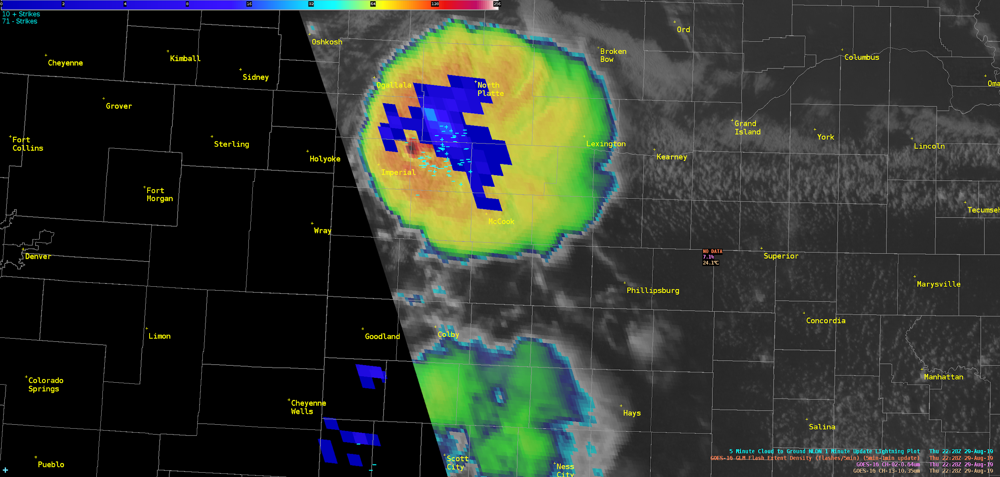 0 2 4 8 16 32 64 128 256
10 + Strikes
71 - Strikes
Ord
Oshkosh
Broken
Bow
Columbus
Cheyenne
Kimball
Sidney
Ogallala
North
Platte
Oma
Grover
Grand
Island
York
Fort
Collins
Sterling
Holyoke
Lexington
Kearney
Lincoln
Imperial
Fort
Morgan
Tecumseh
McCook
Wray
Denver
NO DATA
7.1%
24.1℃
Superior
Marysville
Phillipsburg
Concordia
Limon
Goodland
Colby
Colorado
Springs
Manhattan
Cheyenne
Wells
Hays
Salina
Pueblo
Scott
City
Ness
City
5 Minute Cloud to Ground NLDN 1 Minute Update Lightning Plot Thu 22:28Z 29-Aug-19
GOES-16 GLM Flash Extent Density (flashes/5min) (5min-1min update) Thu 22:28Z 29-Aug-19
GOES-16 CH-02-0.64um Thu 22:28Z 29-Aug-19
GOES-16 CH-13-10.35um Thu 22:28Z 29-Aug-19